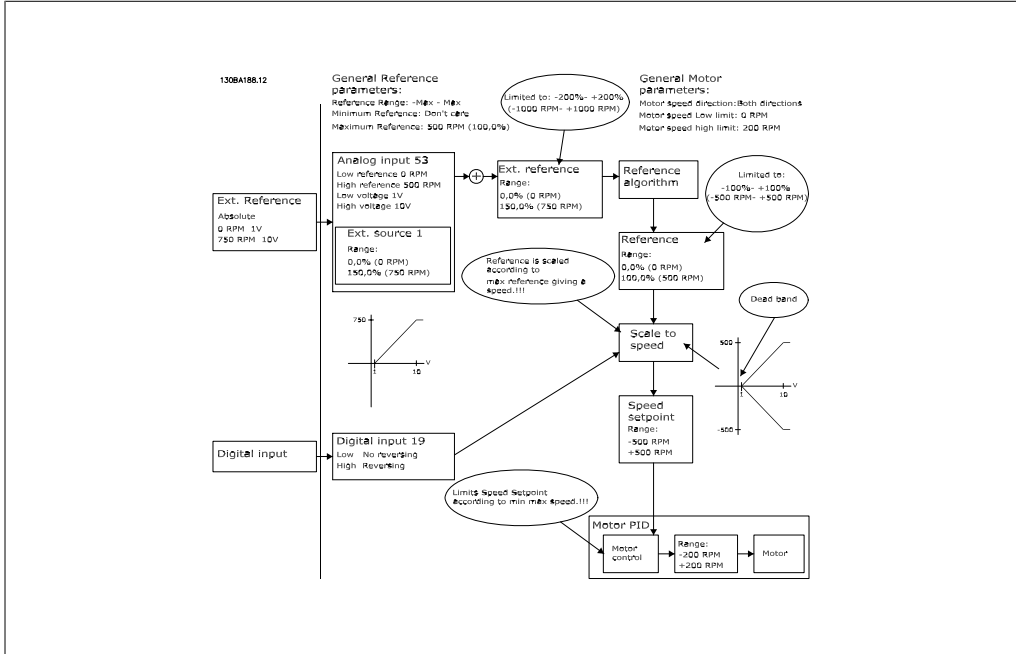 130BA188.12
General Reference
parameters:
Reference Range: -Max - Max
Minimum Reference: Don't care
Maximum Reference: 500 RPM (100,0%)
Limited to: -200%- +200%
(-1000 RPM- +1000 RPM)
General Motor
parameters:
Motor speed direction:Both directions
Motor speed Low limit: 0 RPM
Motor speed high limit: 200 RPM
Ext. Reference
Absolute
0 RPM 1V
750 RPM 10V
Analog input 53
Low reference 0 RPM
High reference 500 RPM
Low voltage 1V
High voltage 10V
Ext. source 1
Range:
0,0% (0 RPM)
150,0% (750 RPM)
Ext. reference
Range:
0,0% (0 RPM)
150,0% (750 RPM)
Reference
algorithm
Limited to:
-100%- +100%
(-500 RPM- +500 RPM)
Reference
Range:
0,0% (0 RPM)
100,0% (500 RPM)
Reference is scaled
according to
max reference giving a
speed.!!!
Dead band
750
1
10
V
Scale to
speed
500
V
1
10
-500
Speed
setpoint
Range:
-500 RPM
+500 RPM
Digital input
Digital input 19
Low No reversing
High Reversing
Limits Speed Setpoint
according to min max speed.!!!
Motor PID
Motor
control
Range:
-200 RPM
+200 RPM
Motor